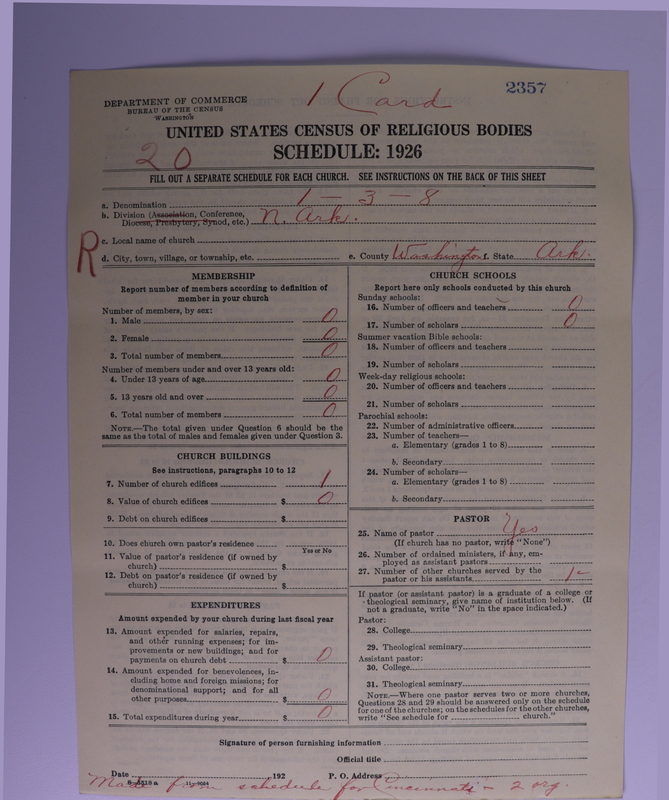 1 Card
2357
DEPARTMENT OF COMMERCE
BUREAU OF THE CENSUS
WASHINGTON
UNITED STATES CENSUS OF RELIGIOUS BODIES
20
SCHEDULE: 1926
FILL OUT A SEPARATE SCHEDULE FOR EACH CHURCH. SEE INSTRUCTIONS ON THE BACK OF THIS SHEET
a. Denomination 1-3-8
b. Division (Association, Conference, Diocese, Presbytery, Synod, etc.) N. Ark.
R
c. Local name of church
d. City, town, village, or township, etc. e. County Washington f. State Ark.
MEMBERSHIP
Report number of members according to definition of
member in your church
Number of members, by sex:
1. Male 0
2. Female 0
3. Total number of members 0
Number of members under and over 13 years old:
4. Under 13 years of age 0
5. 13 years old and over 0
6. Total number of members 0
NOTE.—The total given under Question 6 should be the
same as the total of males and females given under Question 3.
CHURCH BUILDINGS
See instructions, paragraphs 10 to 12
7. Number of church edifices 1
8. Value of church edifices $ 0
9. Debt on church edifices $
10. Does church own pastor's residence?
Yes or No
11. Value of pastor's residence (if owned by
church) $
12. Debt on pastor's residence (if owned by
church) $
EXPENDITURES
Amount expended by your church during last fiscal year
13. Amount expended for salaries, repairs,
and other running expenses; for im-
provements or new buildings; and for
payments on church debt $ 0
14. Amount expended for benevolences, in-
cluding home and foreign missions; for
denominational support; and for all
other purposes $ 0
15. Total expenditures during year $ 0
CHURCH SCHOOLS
Report here only schools conducted by this church
Sunday schools:
16. Number of officers and teachers 0
17. Number of scholars 0
Summer vacation Bible schools:
18. Number of officers and teachers
19. Number of scholars
Week-day religious schools:
20. Number of officers and teachers
21. Number of scholars
Parochial schools:
22. Number of administrative officers
23. Number of teachers—
a. Elementary (grades 1 to 8)
b. Secondary
24. Number of scholars—
a. Elementary (grades 1 to 8)
b. Secondary
PASTOR
25. Name of pastor Yes
(If church has no pastor, write "None")
26. Number of ordained ministers, if any, em-
ployed as assistant pastors
27. Number of other churches served by the
pastor or his assistants
If pastor (or assistant pastor) is a graduate of a college or
theological seminary, give name of institution below. (If
not a graduate, write "No" in the space indicated.)
Pastor:
28. College
29. Theological seminary
Assistant pastor:
30. College
31. Theological seminary
NOTE.—Where one pastor serves two or more churches,
Questions 28 and 29 should be answered only on the schedule
for one of the churches; on the schedules for the other churches,
write "See schedule for church."
Signature of person furnishing information
Official title
Date , 192 P. O. Address
Made from schedule for Cincinnati - 2 org.